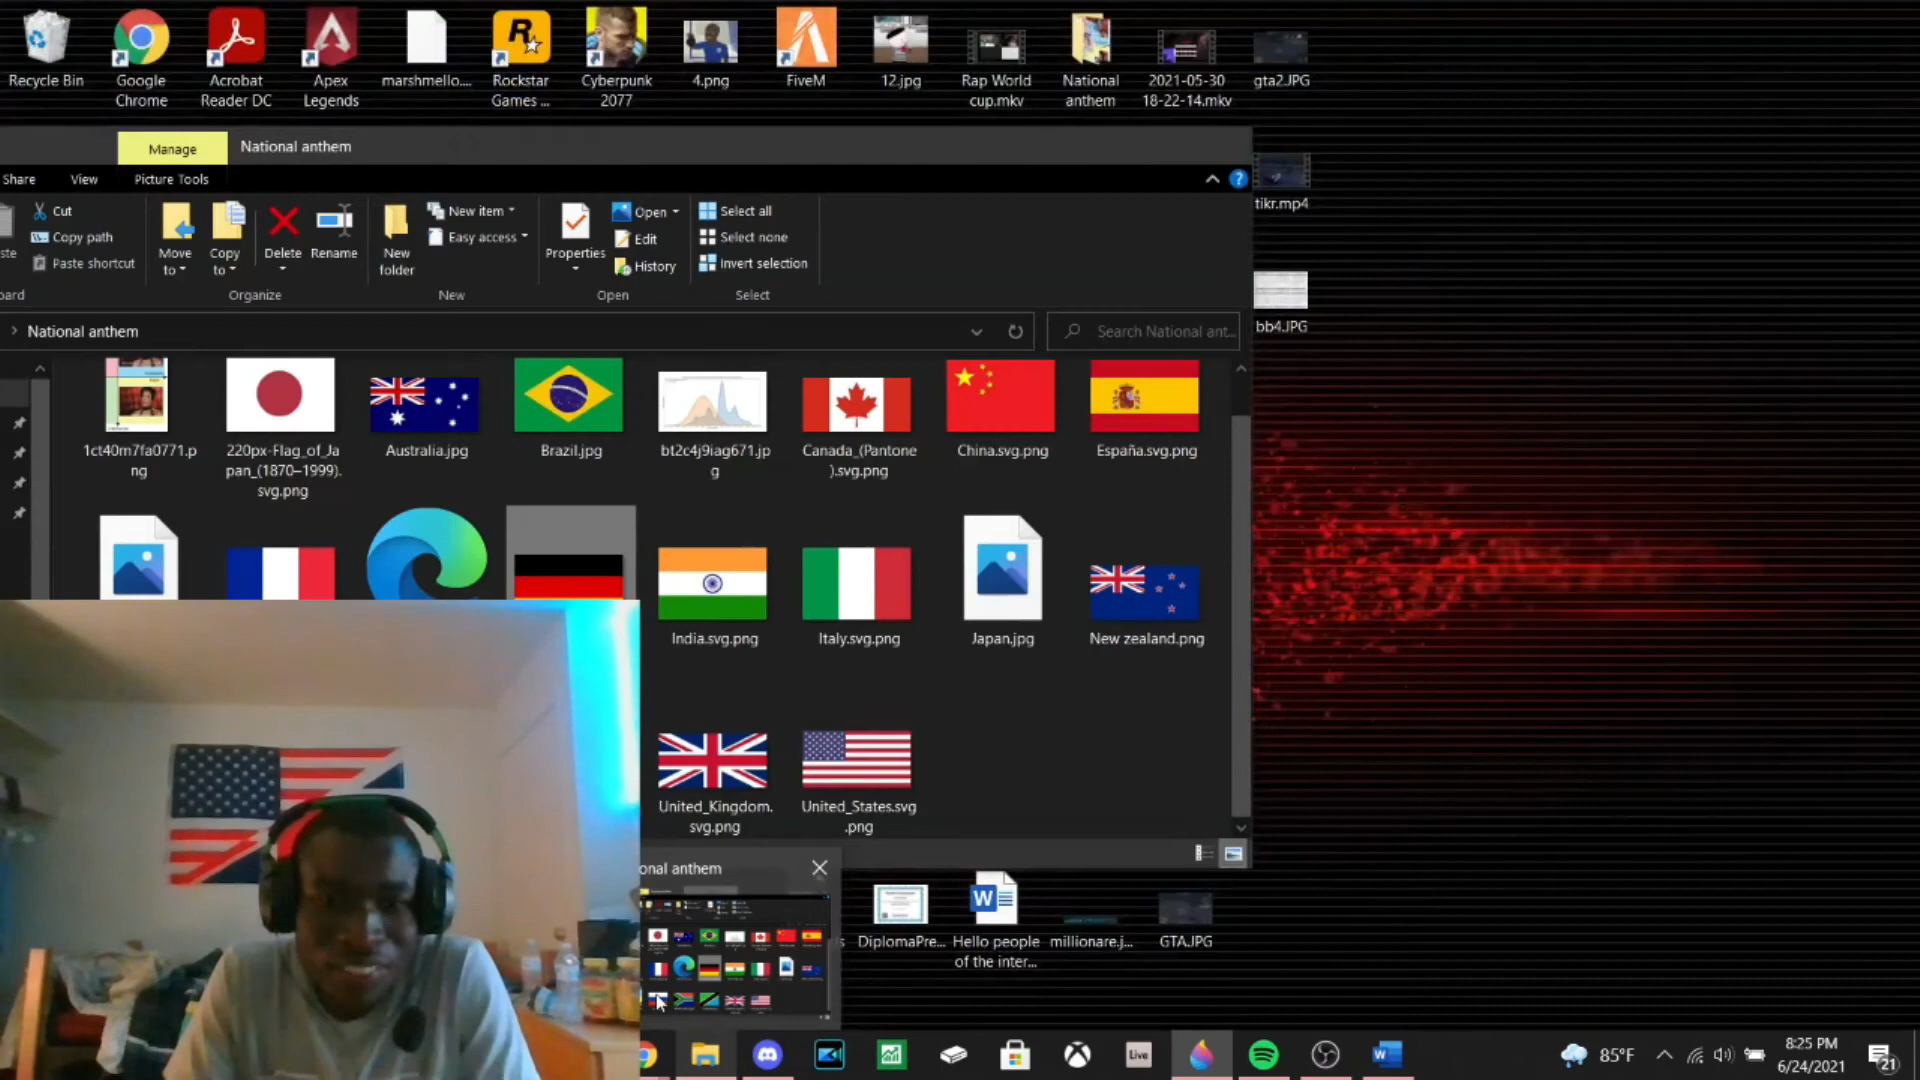 Recycle Bin
Google
Chrome
Acrobat
Reader DC
Apex
Legends
marshmello....
Rockstar
Games ...
Cyberpunk
2077
4.png
FiveM
12.jpg
Rap World
cup.mkv
National
anthem
2021-05-30
18-22-14.mkv
gta2.JPG
Manage
National anthem
Share
View
Picture Tools
tikr.mp4
Cut
Copy path
Paste shortcut
Move
to
Copy
to
Delete
Rename
New
folder
New item
Easy access
Properties
Open
Edit
History
Select all
Select none
Invert selection
Organize
New
Open
Select
National anthem
Search National ant...
bb4.JPG
1ct40m7fa0771.p
ng
220px-Flag_of_Ja
pan_(1870–1999).
svg.png
Australia.jpg
Brazil.jpg
bt2c4j9iag671.jp
g
Canada_(Pantone
).svg.png
China.svg.png
España.svg.png
India.svg.png
Italy.svg.png
Japan.jpg
New zealand.png
United_Kingdom.
svg.png
United_States.svg
.png
onal anthem
DiplomaPre...
Hello people
of the inter...
millionare.j...
GTA.JPG
Live
85°F
8:25 PM
6/24/2021
21